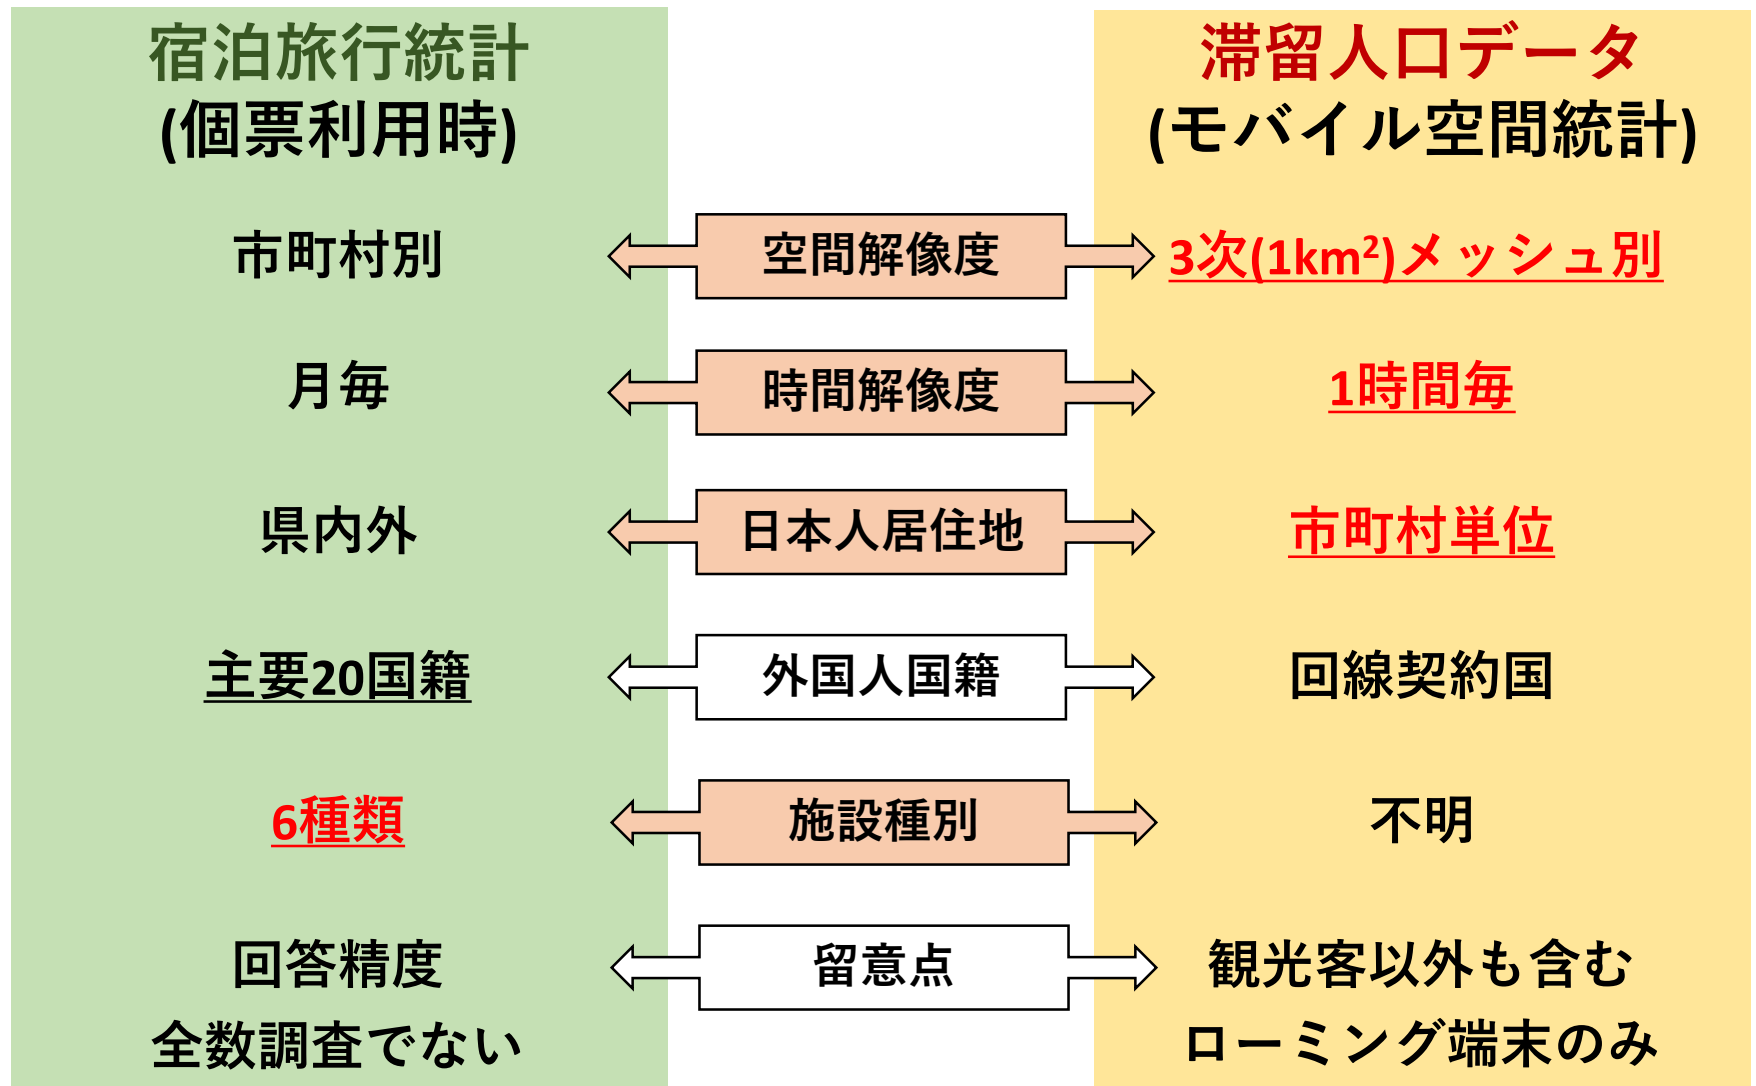 宿泊旅行統計
(個票利用時)
滞留人口データ
(モバイル空間統計)
市町村別
空間解像度
3次(1km²)メッシュ別
月毎
時間解像度
1時間毎
県内外
日本人居住地
市町村単位
主要20国籍
外国人国籍
回線契約国
6種類
施設種別
不明
回答精度
全数調査でない
留意点
観光客以外も含む
ローミング端末のみ